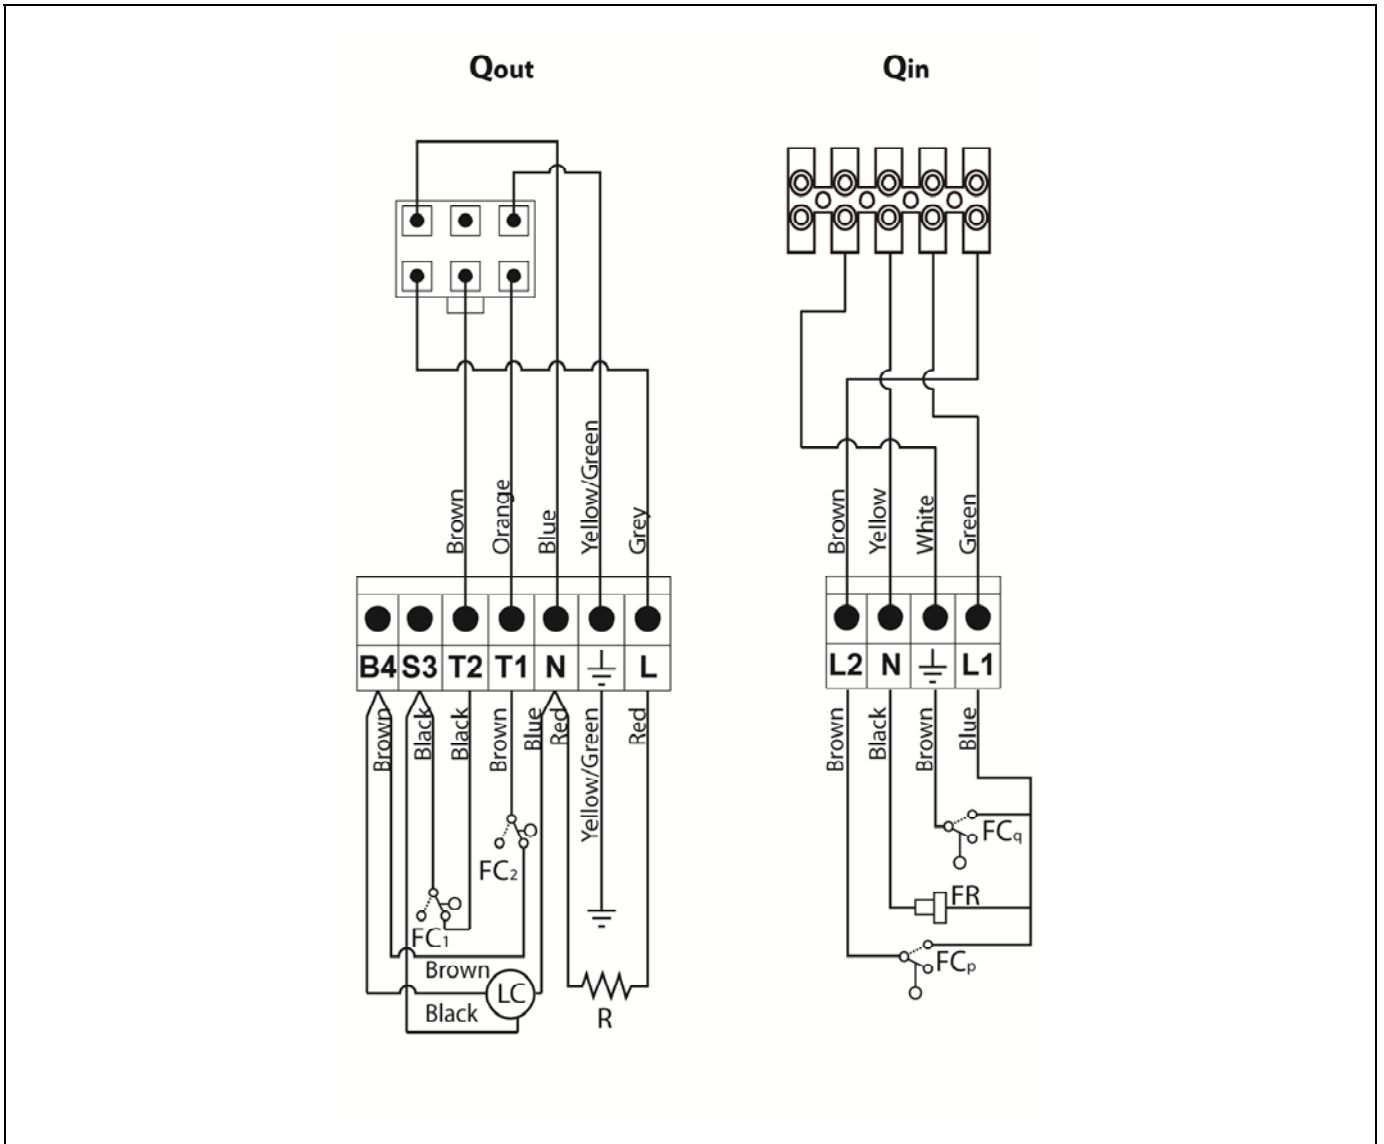 Qout
Qin
Brown
Orange
Blue
Yellow/Green
Grey
Brown
Yellow
White
Green
B4 S3 T2 T1 N L
L2 N L1
Brown
Black
Black
Brown
Blue
Red
Yellow/Green
Red
Brown
Black
Brown
Blue
FC2
FCq
FC1
FR
Brown
FCp
LC
Black
R